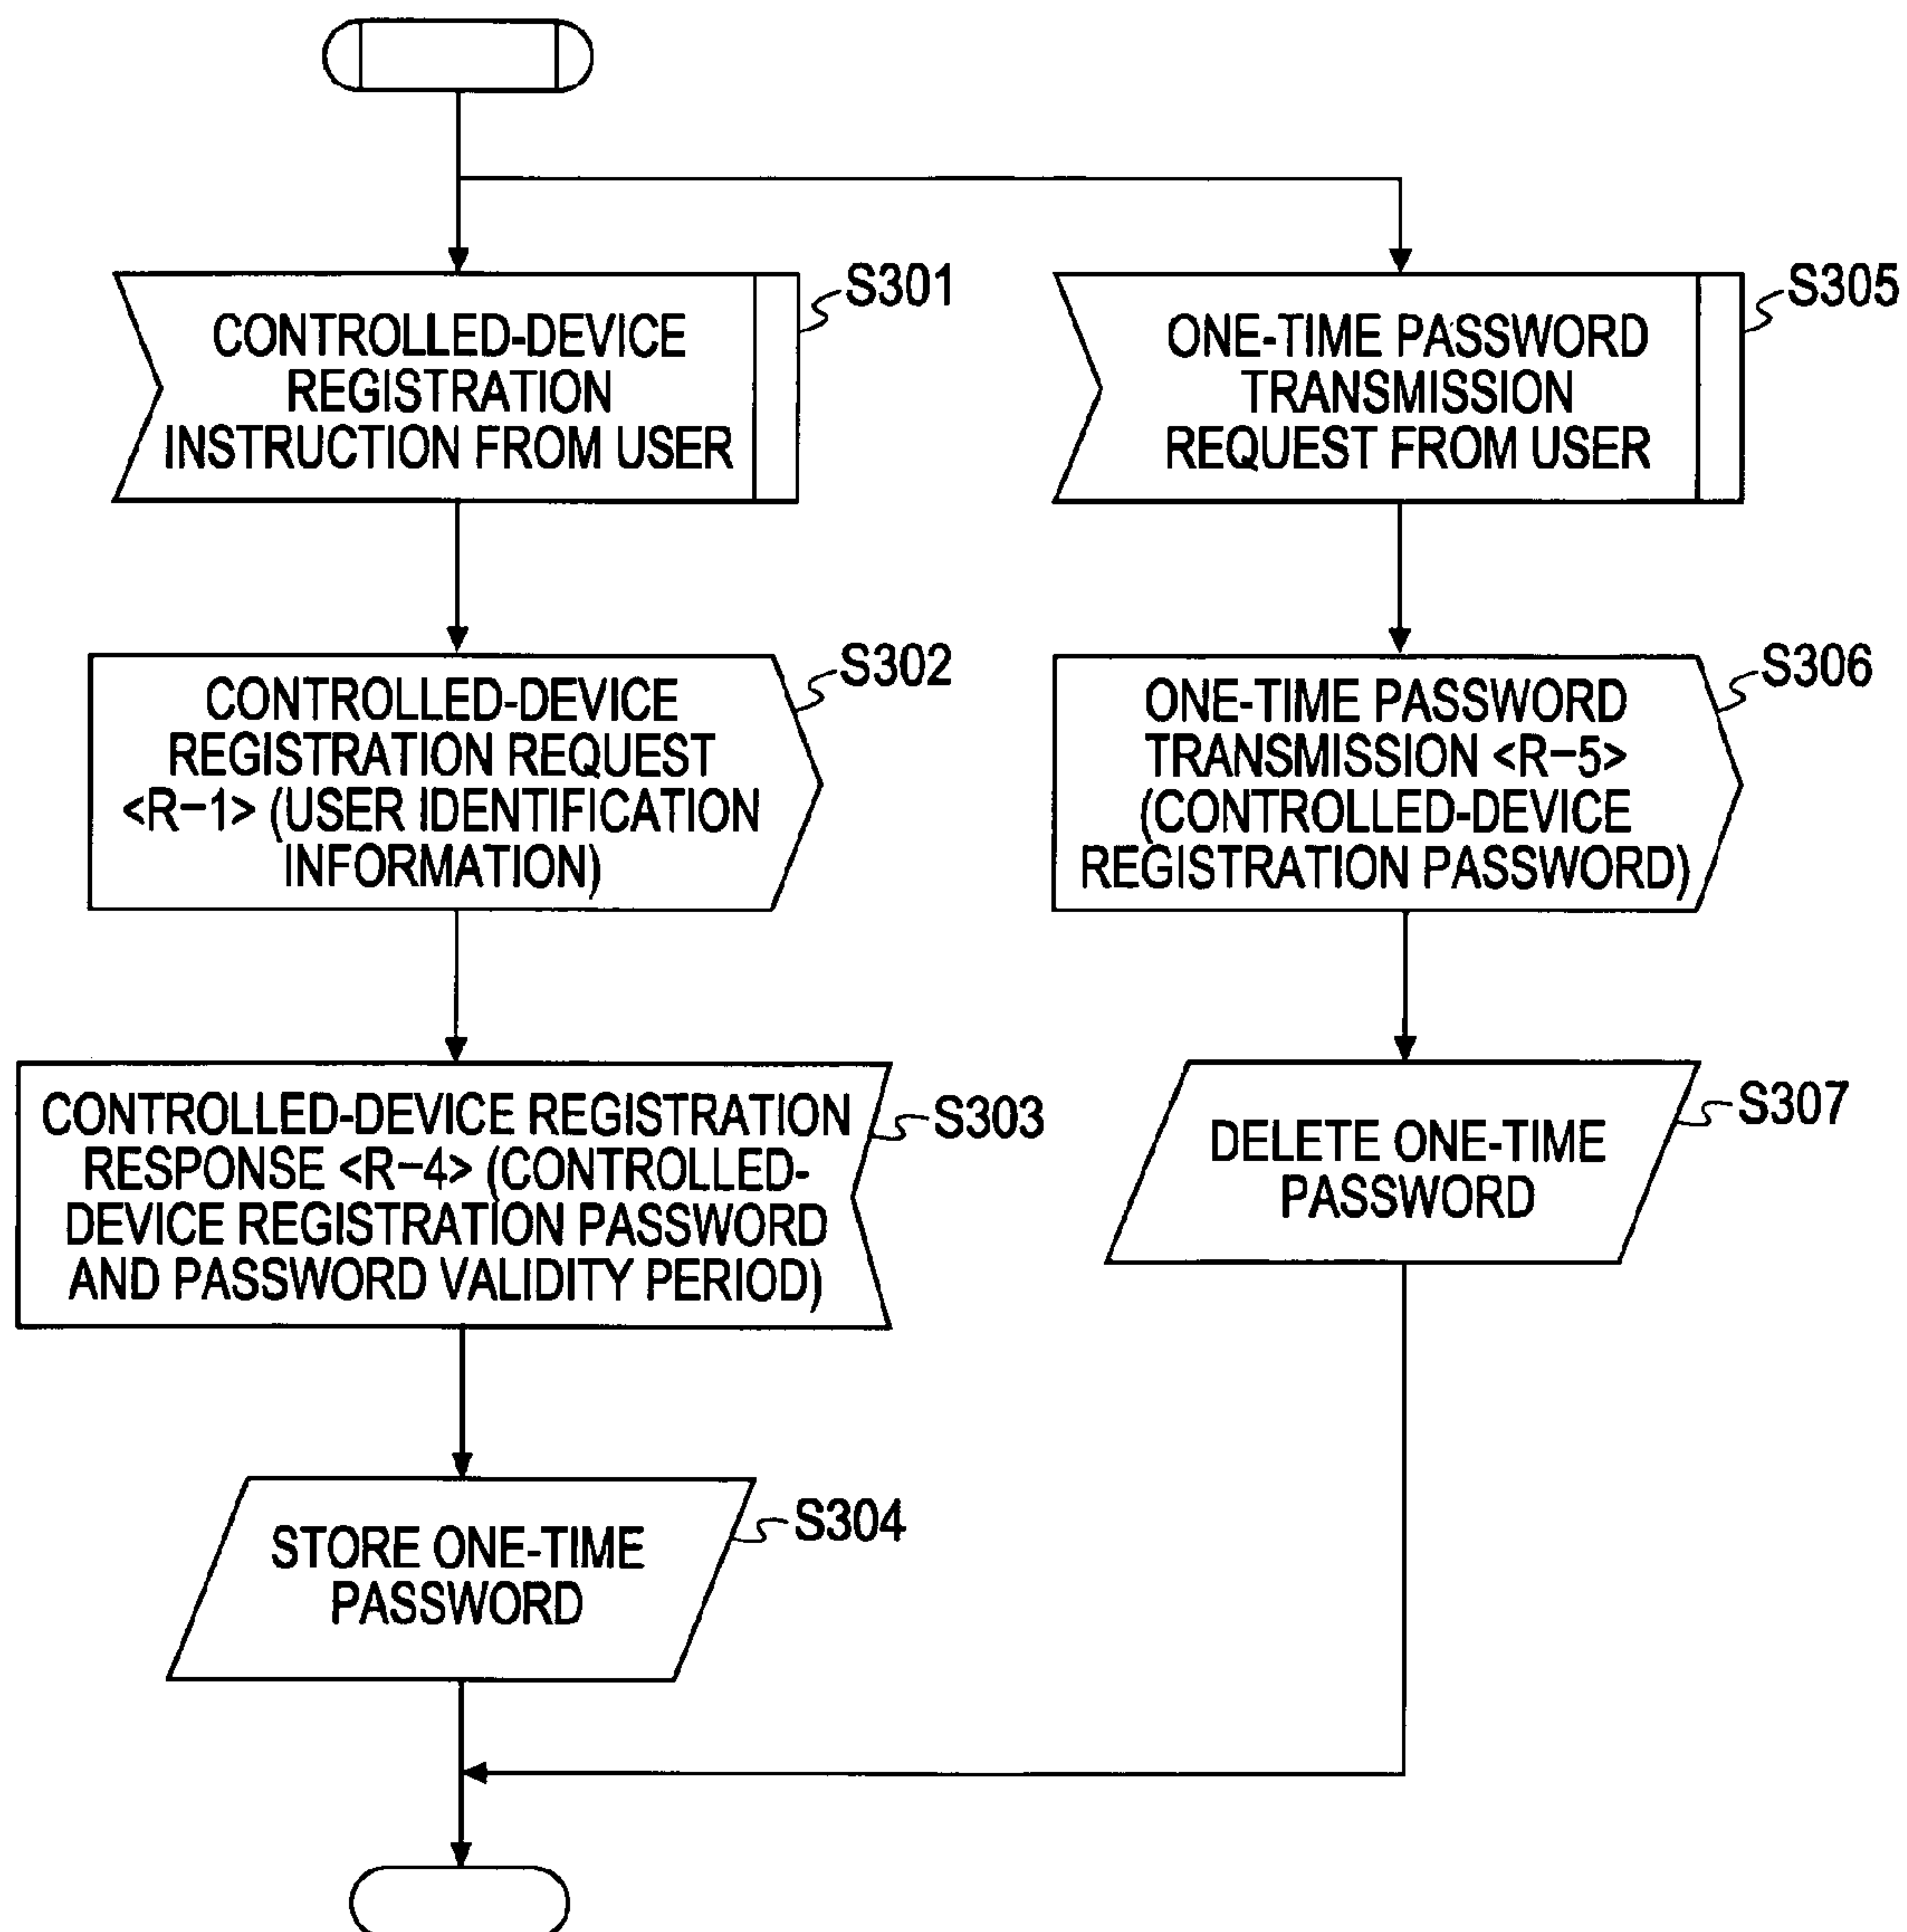 S301
CONTROLLED-DEVICE
REGISTRATION
INSTRUCTION FROM USER
S302
CONTROLLED-DEVICE
REGISTRATION REQUEST
<R-1> (USER IDENTIFICATION
INFORMATION)
S303
CONTROLLED-DEVICE REGISTRATION
RESPONSE <R-4> (CONTROLLED-
DEVICE REGISTRATION PASSWORD
AND PASSWORD VALIDITY PERIOD)
S304
STORE ONE-TIME
PASSWORD
S305
ONE-TIME PASSWORD
TRANSMISSION
REQUEST FROM USER
S306
ONE-TIME PASSWORD
TRANSMISSION <R-5>
(CONTROLLED-DEVICE
REGISTRATION PASSWORD)
S307
DELETE ONE-TIME
PASSWORD